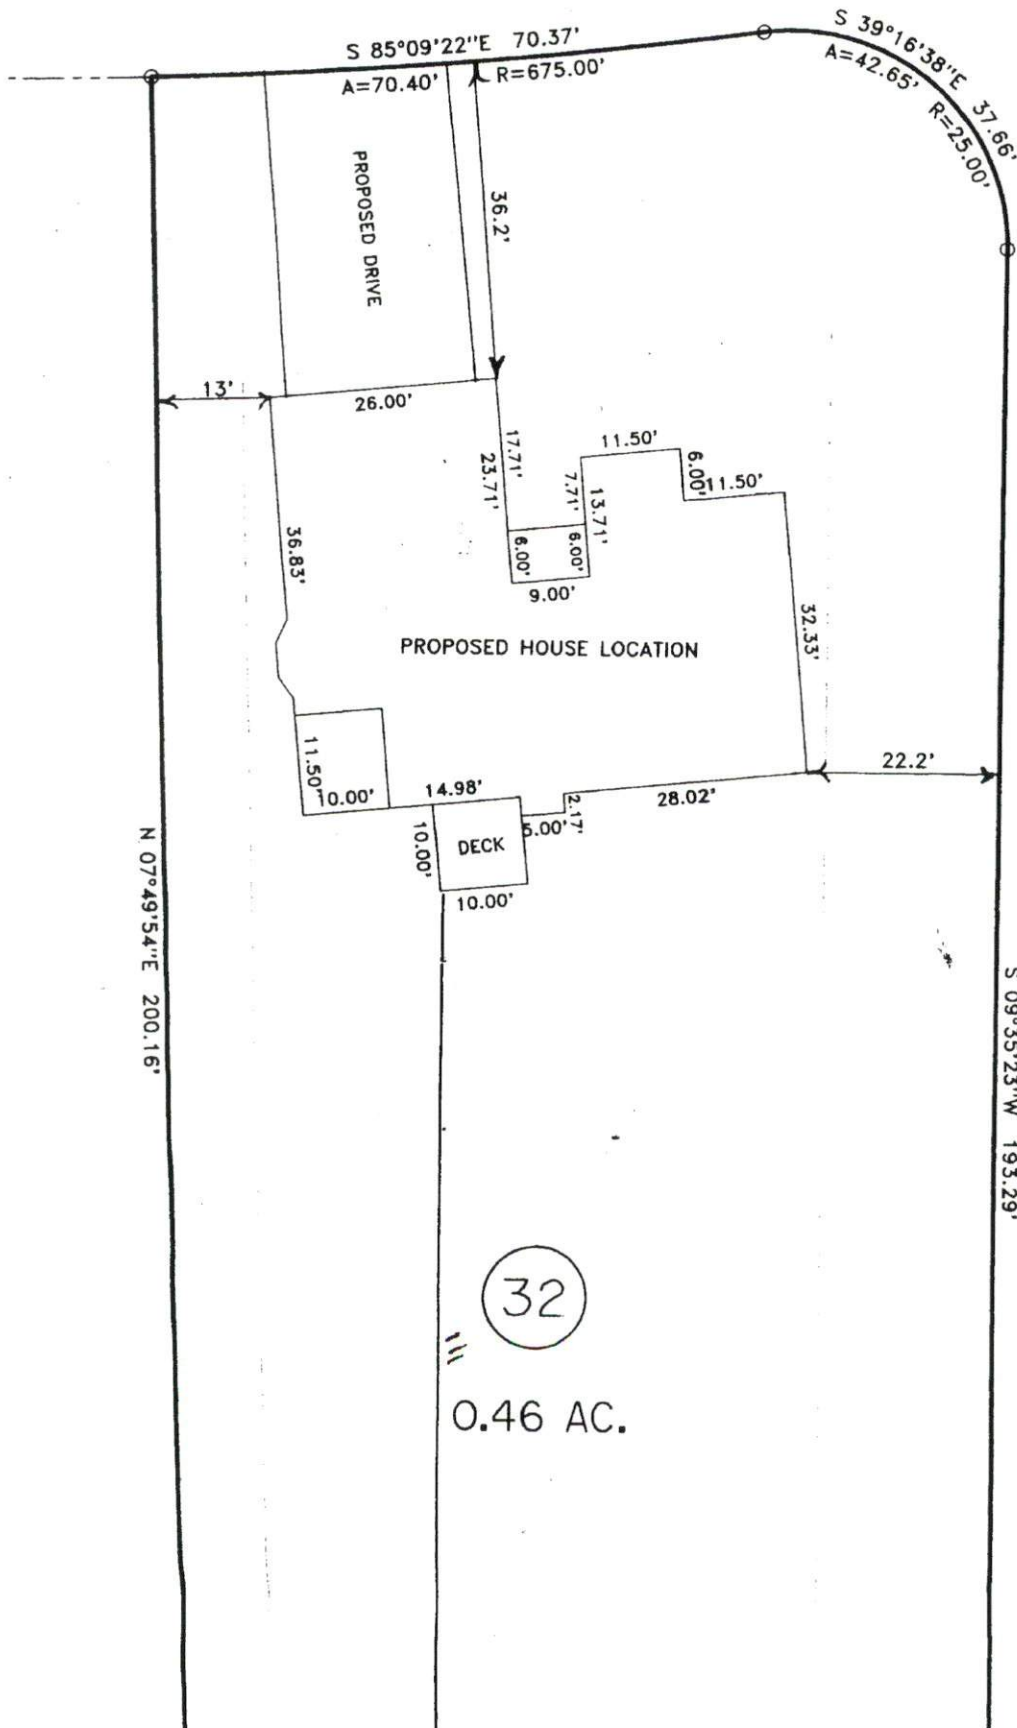 S 85°09'22"E 70.37'
A=70.40' R=675.00'
S 39°16'38"E 37.66'
A=42.65' R=25.00'
PROPOSED DRIVE
36.2'
13'
26.00'
17.71'
23.71'
11.50'
6.00'
11.50'
7.71'
13.71'
6.00'
6.00'
9.00'
36.83'
32.33'
PROPOSED HOUSE LOCATION
11.50'
10.00'
14.98'
28.02'
22.2'
2.17'
5.00'
10.00'
DECK
10.00'
N 07°49'54"E 200.16'
S 09°35'23"W 193.29'
32
0.46 AC.